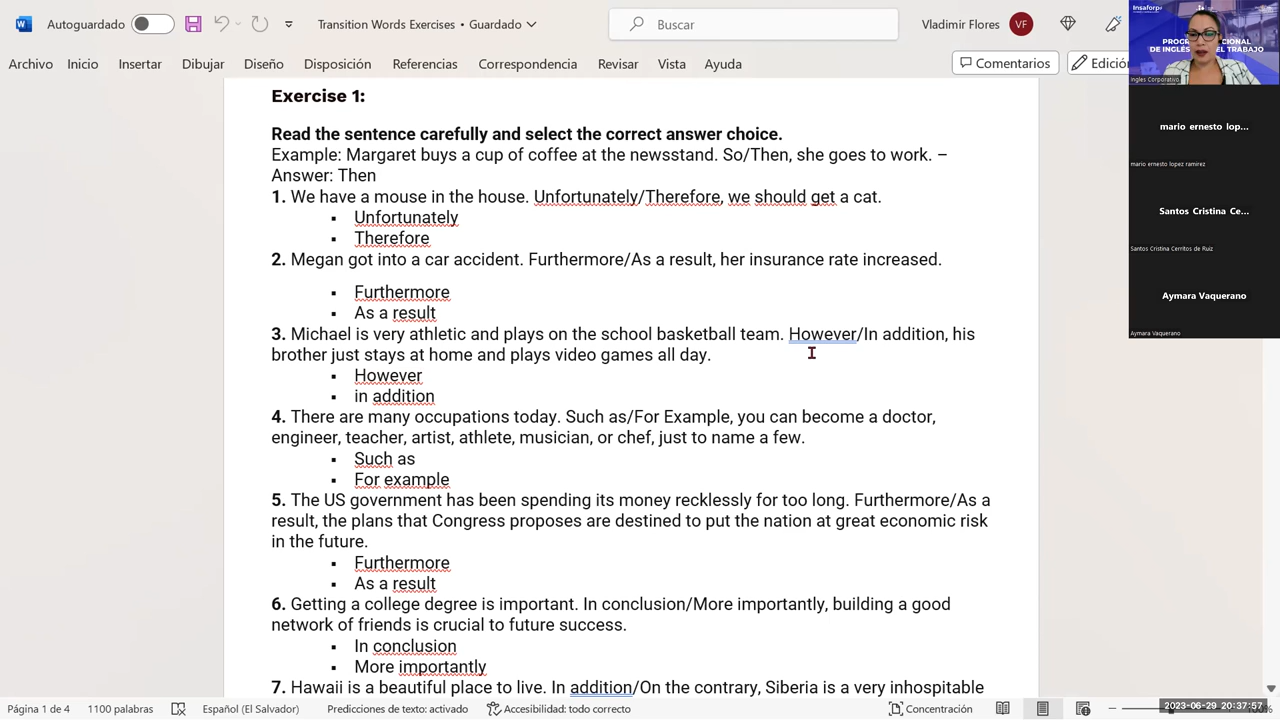 Autoguardado
Transition Words Exercises • Guardado
Buscar
Vladimir Flores
VF
Archivo Inicio Insertar Dibujar Diseño Disposición Referencias Correspondencia Revisar Vista Ayuda
Comentarios
Edición
Exercise 1:
Read the sentence carefully and select the correct answer choice.
Example: Margaret buys a cup of coffee at the newsstand. So/Then, she goes to work. –
Answer: Then
1. We have a mouse in the house. Unfortunately/Therefore, we should get a cat.
▪ Unfortunately
▪ Therefore
2. Megan got into a car accident. Furthermore/As a result, her insurance rate increased.
▪ Furthermore
▪ As a result
3. Michael is very athletic and plays on the school basketball team. However/In addition, his
brother just stays at home and plays video games all day.
▪ However
▪ in addition
4. There are many occupations today. Such as/For Example, you can become a doctor,
engineer, teacher, artist, athlete, musician, or chef, just to name a few.
▪ Such as
▪ For example
5. The US government has been spending its money recklessly for too long. Furthermore/As a
result, the plans that Congress proposes are destined to put the nation at great economic risk
in the future.
▪ Furthermore
▪ As a result
6. Getting a college degree is important. In conclusion/More importantly, building a good
network of friends is crucial to future success.
▪ In conclusion
▪ More importantly
7. Hawaii is a beautiful place to live. In addition/On the contrary, Siberia is a very inhospitable
Insaforp
DE INGLÉS EL TRABAJO
Ingles Corporativo
mario ernesto lop...
mario ernesto lopez ramirez
Santos Cristina Ce...
Santos Cristina Cerritos de Ruiz
Aymara Vaquerano
Aymara Vaquerano
Página 1 de 4
1100 palabras
Español (El Salvador)
Predicciones de texto: activado
Accesibilidad: todo correcto
Concentración
2023-06-29 20:37:57